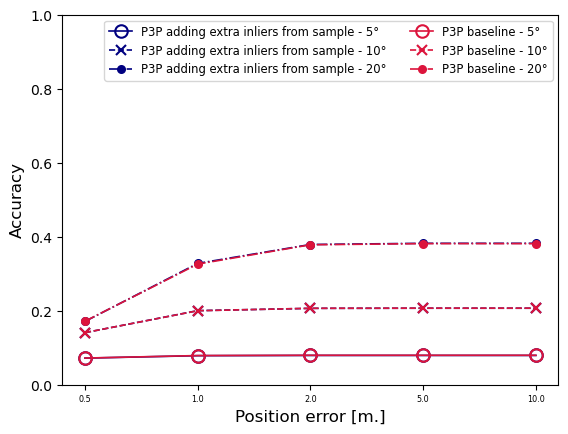 1.0
P3P adding extra inliers from sample - 5° P3P baseline - 5°
P3P adding extra inliers from sample - 10° P3P baseline - 10°
P3P adding extra inliers from sample - 20° P3P baseline - 20°
0.8
0.6
Accuracy
0.4
0.2
0.0
0.5 1.0 2.0 5.0 10.0
Position error [m.]